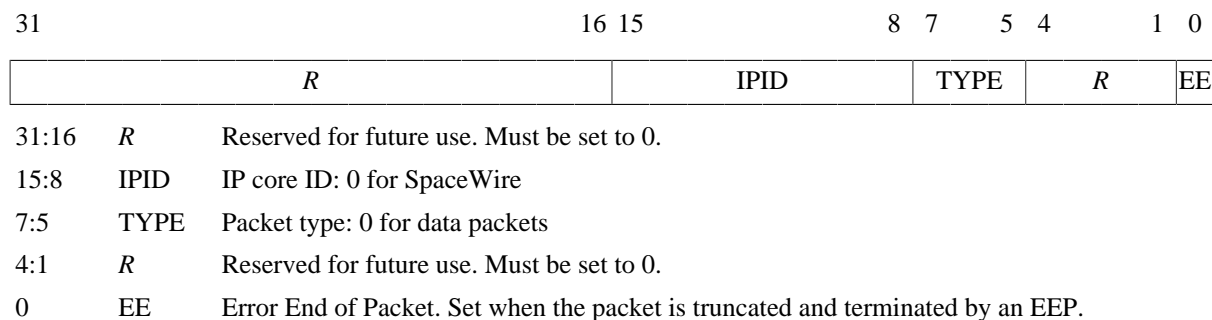 31 16 15 8 7 5 4 1 0
R IPID TYPE R EE
31:16 R Reserved for future use. Must be set to 0.
15:8 IPID IP core ID: 0 for SpaceWire
7:5 TYPE Packet type: 0 for data packets
4:1 R Reserved for future use. Must be set to 0.
0 EE Error End of Packet. Set when the packet is truncated and terminated by an EEP.